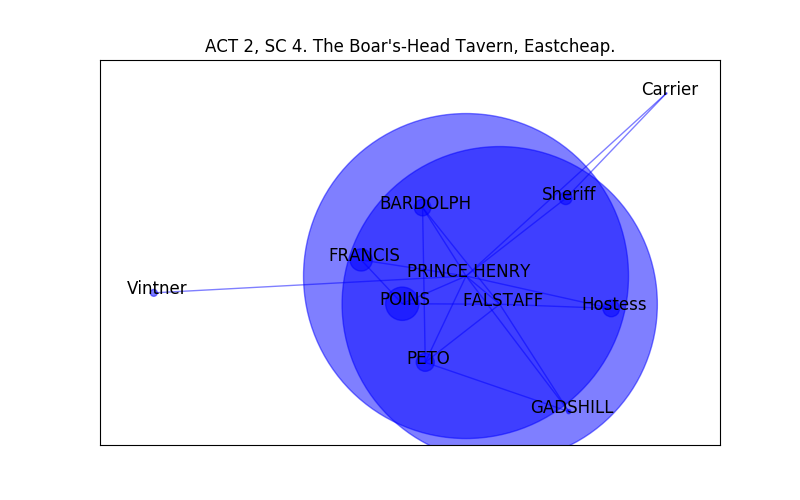 ACT 2, SC 4. The Boar's-Head Tavern, Eastcheap.
Carrier
Sheriff
BARDOLPH
FRANCIS
PRINCE HENRY
Vintner
POINS
FALSTAFF
Hostess
PETO
GADSHILL